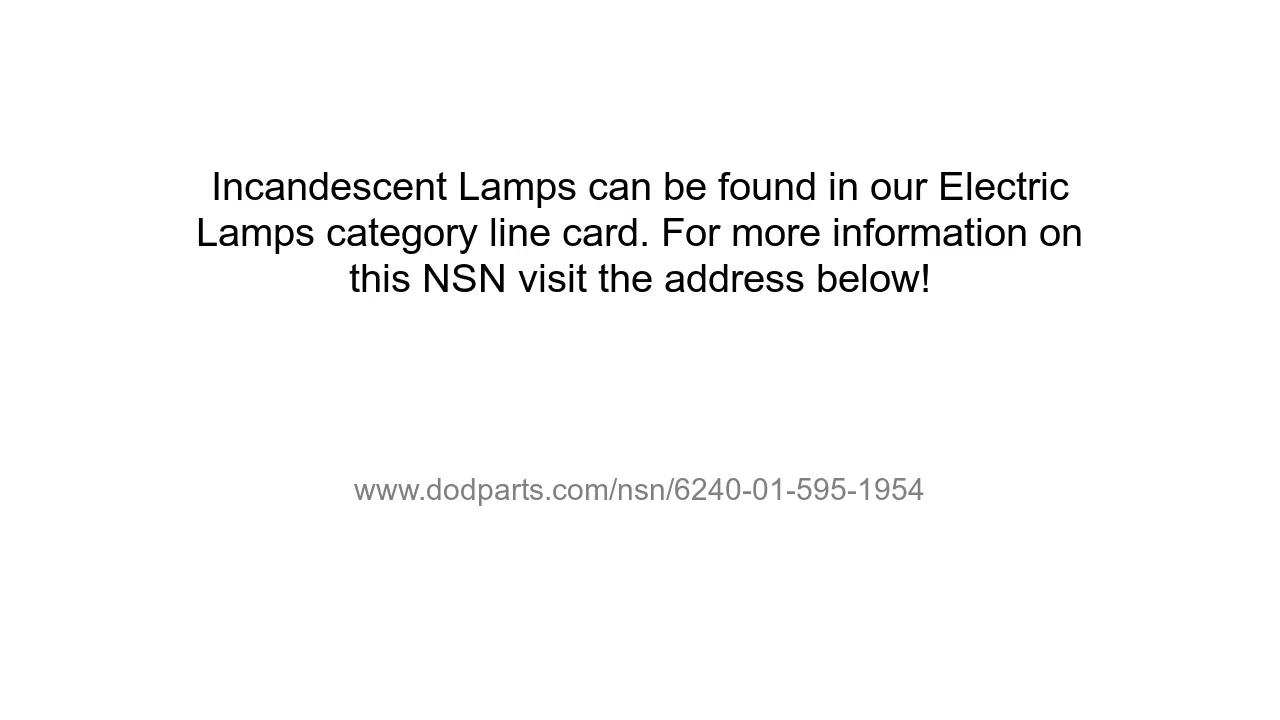 Incandescent Lamps can be found in our Electric
Lamps category line card. For more information on
this NSN visit the address below!
www.dodparts.com/nsn/6240-01-595-1954